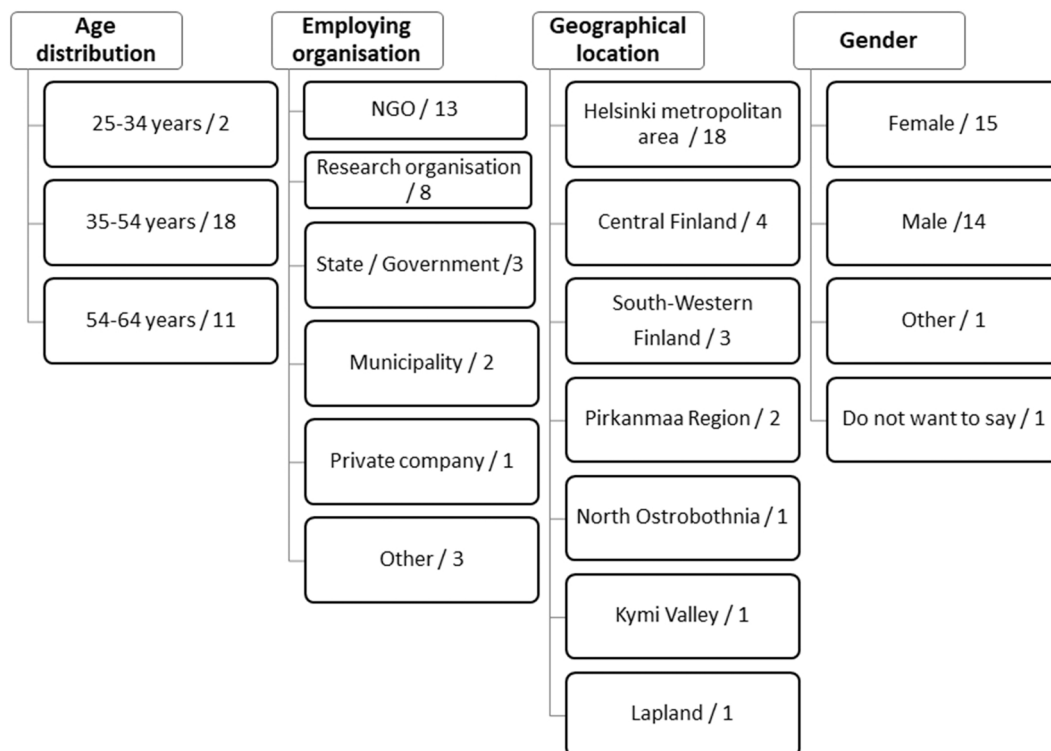 Age
distribution
25-34 years / 2
35-54 years / 18
54-64 years / 11
Employing
organisation
NGO / 13
Research organisation
/ 8
State / Government /3
Municipality / 2
Private company / 1
Other / 3
Geographical
location
Helsinki metropolitan
area / 18
Central Finland / 4
South-Western
Finland / 3
Pirkanmaa Region / 2
North Ostrobothnia / 1
Kymi Valley / 1
Lapland / 1
Gender
Female / 15
Male /14
Other / 1
Do not want to say / 1